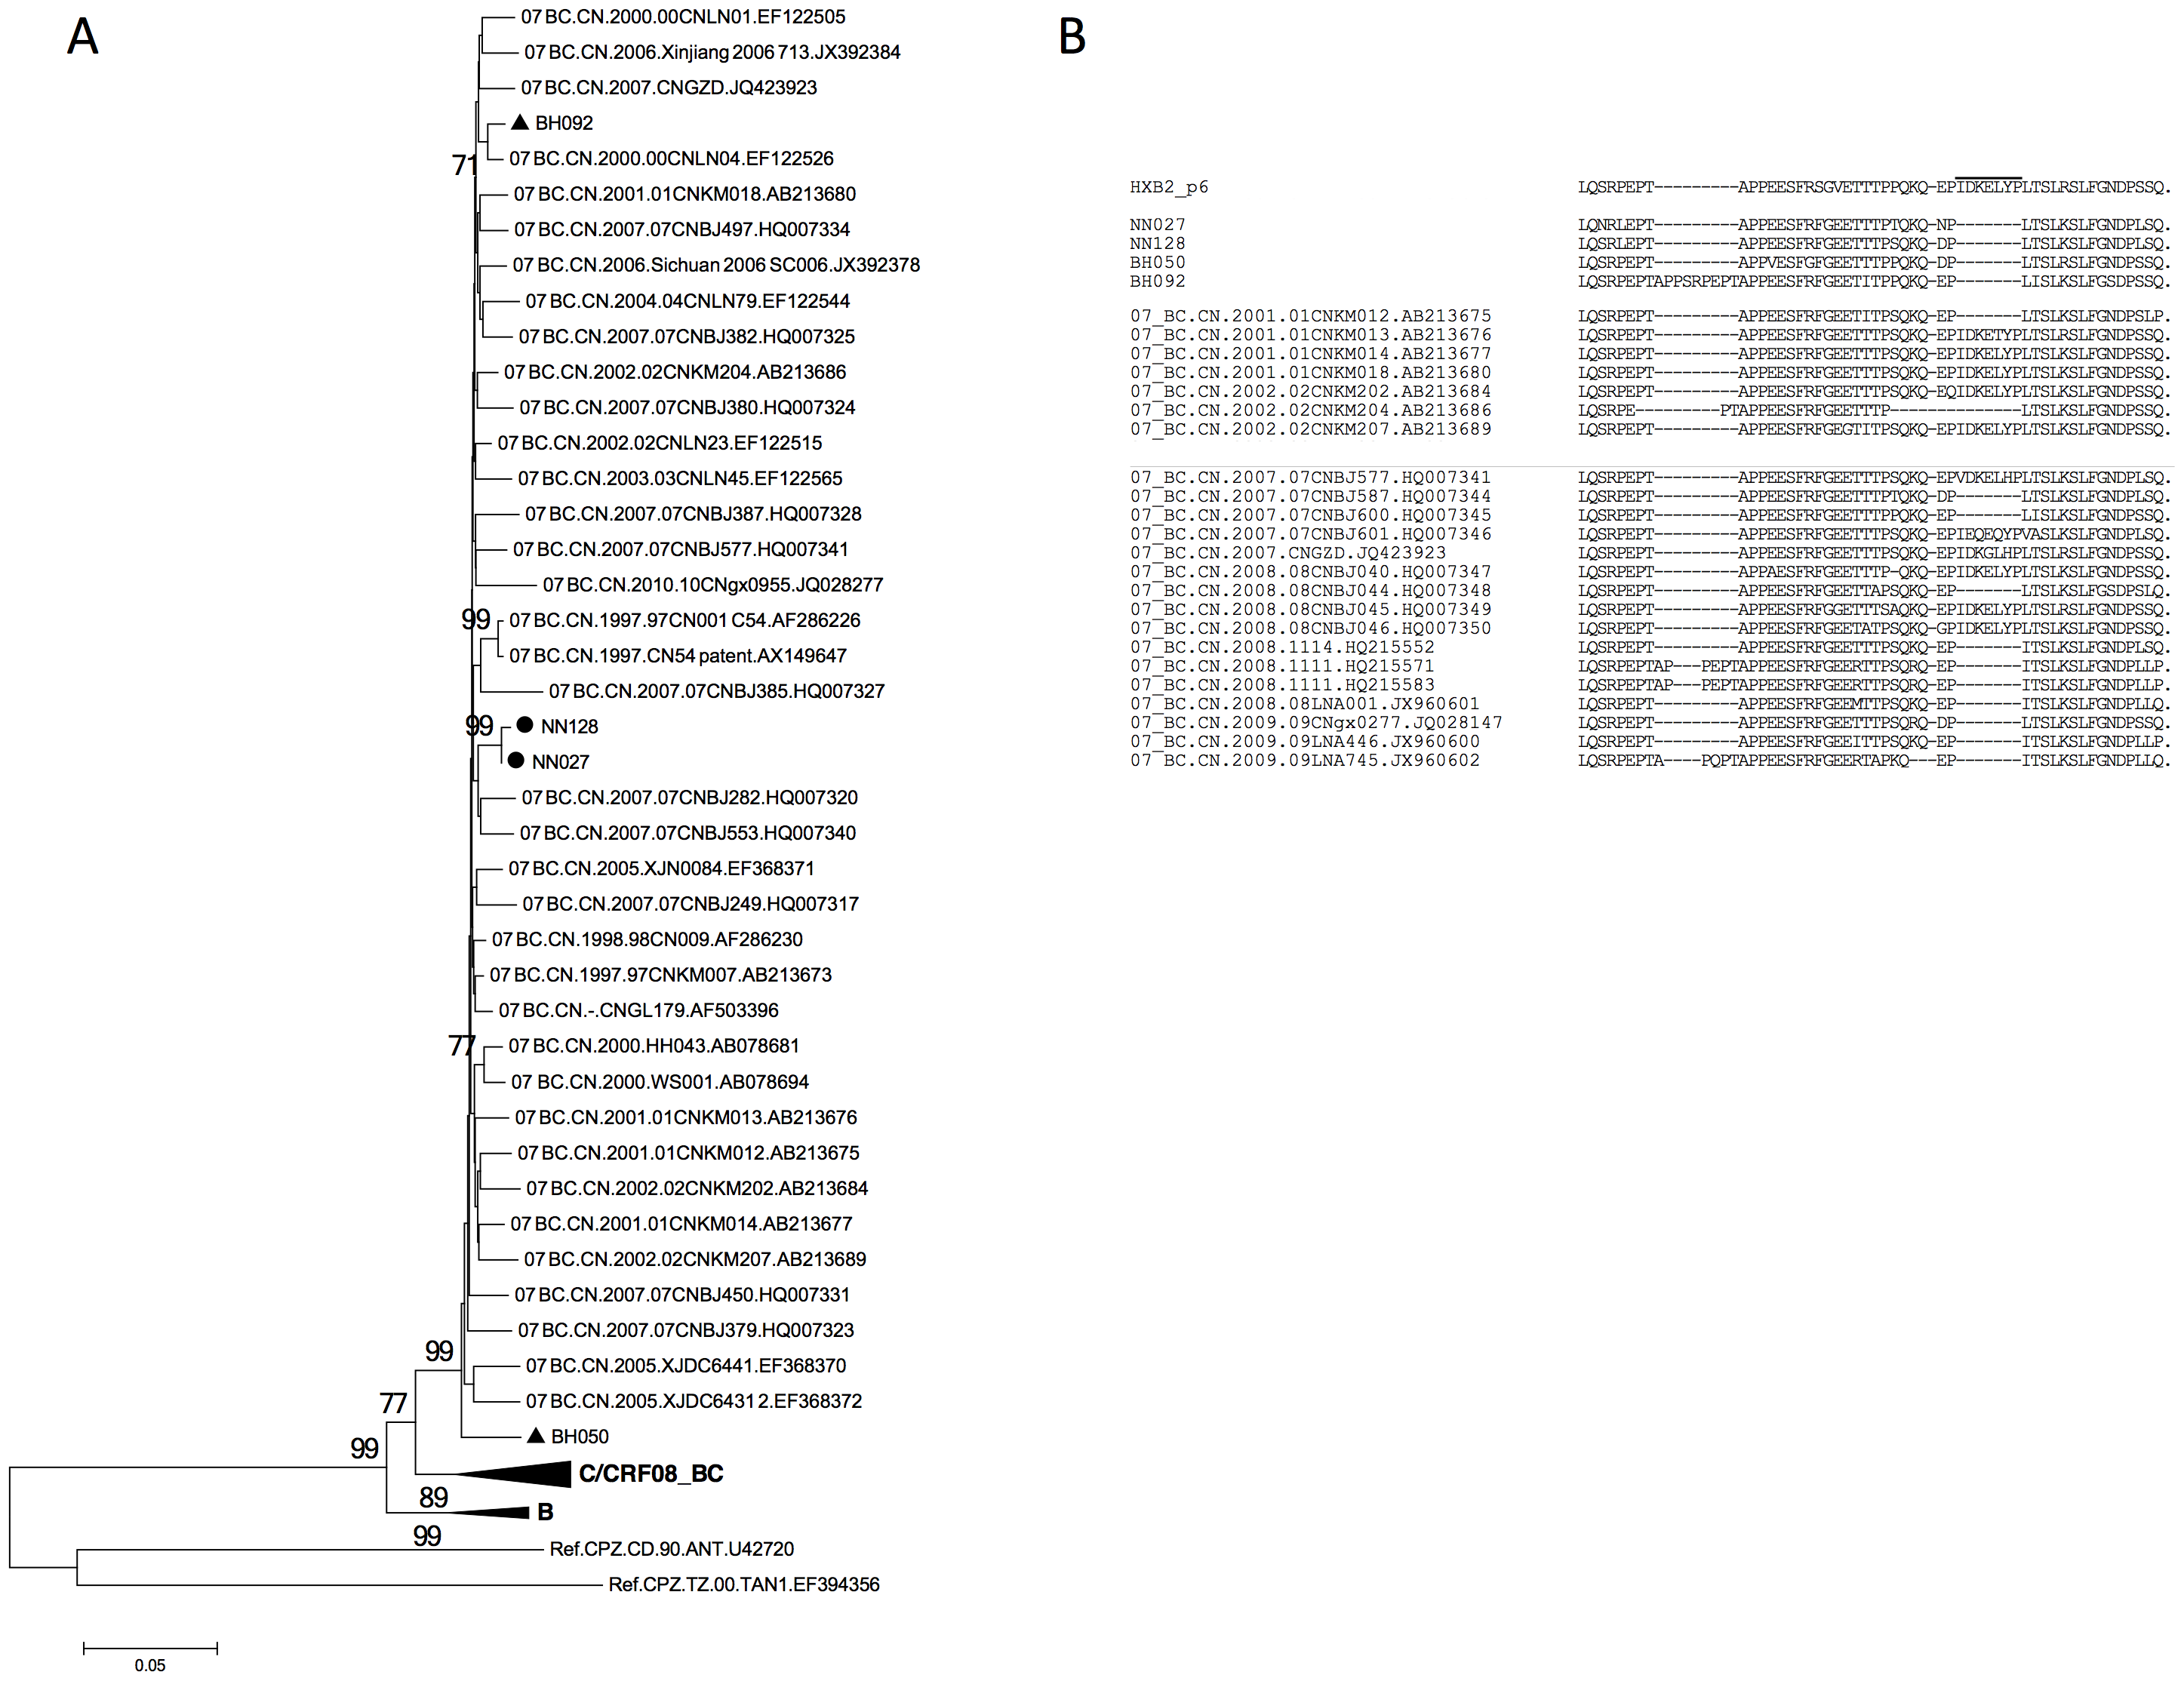 A
07 BC.CN.2000.00CNLN01.EF122505
07 BC.CN.2006.Xinjiang 2006 713.JX392384
07 BC.CN.2007.CNGZD.JQ423923
BH092
07 BC.CN.2000.00CNLN04.EF122526
71
07 BC.CN.2001.01CNKM018.AB213680
07 BC.CN.2007.07CNBJ497.HQ007334
07 BC.CN.2006.Sichuan 2006 SC006.JX392378
07 BC.CN.2004.04CNLN79.EF122544
07 BC.CN.2007.07CNBJ382.HQ007325
07 BC.CN.2002.02CNKM204.AB213686
07 BC.CN.2007.07CNBJ380.HQ007324
07 BC.CN.2002.02CNLN23.EF122515
07 BC.CN.2003.03CNLN45.EF122565
07 BC.CN.2007.07CNBJ387.HQ007328
07 BC.CN.2007.07CNBJ577.HQ007341
07 BC.CN.2010.10CNgx0955.JQ028277
99
07 BC.CN.1997.97CN001 C54.AF286226
07 BC.CN.1997.CN54 patent.AX149647
07 BC.CN.2007.07CNBJ385.HQ007327
99
NN128
NN027
07 BC.CN.2007.07CNBJ282.HQ007320
07 BC.CN.2007.07CNBJ553.HQ007340
07 BC.CN.2005.XJN0084.EF368371
07 BC.CN.2007.07CNBJ249.HQ007317
07 BC.CN.1998.98CN009.AF286230
07 BC.CN.1997.97CNKM007.AB213673
07 BC.CN.-.CNGL179.AF503396
77
07 BC.CN.2000.HH043.AB078681
07 BC.CN.2000.WS001.AB078694
07 BC.CN.2001.01CNKM013.AB213676
07 BC.CN.2001.01CNKM012.AB213675
07 BC.CN.2002.02CNKM202.AB213684
07 BC.CN.2001.01CNKM014.AB213677
07 BC.CN.2002.02CNKM207.AB213689
07 BC.CN.2007.07CNBJ450.HQ007331
07 BC.CN.2007.07CNBJ379.HQ007323
99
07 BC.CN.2005.XJDC6441.EF368370
77
07 BC.CN.2005.XJDC6431 2.EF368372
BH050
99
C/CRF08_BC
89
B
99
Ref.CPZ.CD.90.ANT.U42720
Ref.CPZ.TZ.00.TAN1.EF394356
0.05
B
HXB2_p6 LQSRPEPT---------APPEESFRSGVETTTPPQKQ-EPIDKELYPLTSLRSLFGNDPSSQ.
NN027 LQNRLEPT---------APPEESFRFGEETTTPTQKQ-NP-------LTSLKSLFGNDPLSQ.
NN128 LQSRLEPT---------APPEESFRFGEETTTPSQKQ-DP-------LTSLKSLFGNDPLSQ.
BH050 LQSRPEPT---------APPVESFGFGEETTTPPQKQ-DP-------LTSLKSLFGNDPSSQ.
BH092 LQSRPEPTAPPSRPEPTAPPEESFRFGEETITPPQKQ-EP-------LISLKSLFGSDPSSQ.
07_BC.CN.2001.01CNKM012.AB213675 LQSRPEPT---------APPEESFRFGEETITPSQKQ-EP-------LTSLKSLFGNDPSLP.
07_BC.CN.2001.01CNKM013.AB213676 LQSRPEPT---------APPEESFRFGEETTTPSQKQ-EPIDKETYPLTSLRSLFGNDPSSQ.
07_BC.CN.2001.01CNKM014.AB213677 LQSRPEPT---------APPEESFRFGEETTTPSQKQ-EPIDKELYPLTSLKSLFGNDPSSQ.
07_BC.CN.2001.01CNKM018.AB213680 LQSRPEPT---------APPEESFRFGEETTTPSQKQ-EPIDKELYPLTSLKSLFGNDPSSQ.
07_BC.CN.2002.02CNKM202.AB213684 LQSRPEPT---------APPEESFRFGEETTTPSQKQ-EQIDKELYPLTSLKSLFGNDPSSQ.
07_BC.CN.2002.02CNKM204.AB213686 LQSRPE---------PTAPPEESFRFGEETTTP--------------LTSLKSLFGNDPSSQ.
07_BC.CN.2002.02CNKM207.AB213689 LQSRPEPT---------APPEESFRFGEGTITPSQKQ-EPIDKELYPLTSLKSLFGNDPSSQ.
07_BC.CN.2007.07CNBJ577.HQ007341 LQSRPEPT---------APPEESFRFGEETTTPSQKQ-EPVDKELHPLTSLKSLFGNDPLSQ.
07_BC.CN.2007.07CNBJ587.HQ007344 LQSRPEPT---------APPEESFRFGEETTTPTQKQ-DP-------LTSLKSLFGNDPLSQ.
07_BC.CN.2007.07CNBJ600.HQ007345 LQSRPEPT---------APPEESFRFGEETTTPPQKQ-EP-------LISLKSLFGNDPSSQ.
07_BC.CN.2007.07CNBJ601.HQ007346 LQSRPEPT---------APPEESFRFGEETTTPSQKQ-EPIEQEQYPVASLKSLFGNDPSSQ.
07_BC.CN.2007.CNGZD.JQ423923 LQSRPEPT---------APPEESFRFGEETTTPSQKQ-EPIDKGLHPLTSLRSLFGNDPSSQ.
07_BC.CN.2008.08CNBJ040.HQ007347 LQSRPEPT---------APPAESFRFGEETTTP-QKQ-EPIDKELYPLTSLKSLFGNDPSSQ.
07_BC.CN.2008.08CNBJ044.HQ007348 LQSRPEPT---------APPEESFRFGEETTAPSQKQ-EP-------LTSLKSLFGSDPSLQ.
07_BC.CN.2008.08CNBJ045.HQ007349 LQSRPEPT---------APPEESFRFGGETTTSAQKQ-EPIDKELYPLTSLRSLFGNDPSSQ.
07_BC.CN.2008.08CNBJ046.HQ007350 LQSRPEPT---------APPEESFRFGEETATPSQKQ-GPIDKELYPLTSLKSLFGNDPSSQ.
07_BC.CN.2008.1114.HQ215552 LQSRPEPT---------APPEESFRFGEETTTPSQKQ-EP-------ITSLKSLFGNDPLSQ.
07_BC.CN.2008.1111.HQ215571 LQSRPEPTAP---PEPTAPPEESFRFGEERTTPSQRQ-EP-------ITSLKSLFGNDPLLP.
07_BC.CN.2008.1111.HQ215583 LQSRPEPTAP---PEPTAPPEESFRFGEERTTPSQKQ-EP-------ITSLKSLFGNDPLLP.
07_BC.CN.2008.08LNA001.JX960601 LQSRPEPT---------APPEESFRFGEEMTTPSQKQ-EP-------ITSLKSLFGNDPLLQ.
07_BC.CN.2009.09CNgx0277.JQ028147 LQSRPEPT---------APPEESFRFGEETTTPSQRQ-DP-------LTSLKSLFGNDPSSQ.
07_BC.CN.2009.09LNA446.JX960600 LQSRPEPT---------APPEESFRFGEEITTPSQKQ-EP-------ITSLKSLFGNDPLLP.
07_BC.CN.2009.09LNA745.JX960602 LQSRPEPTA----PQPTAPPEESFRFGEERTAPKQ---EP-------ITSLKSLFGNDPLLQ.